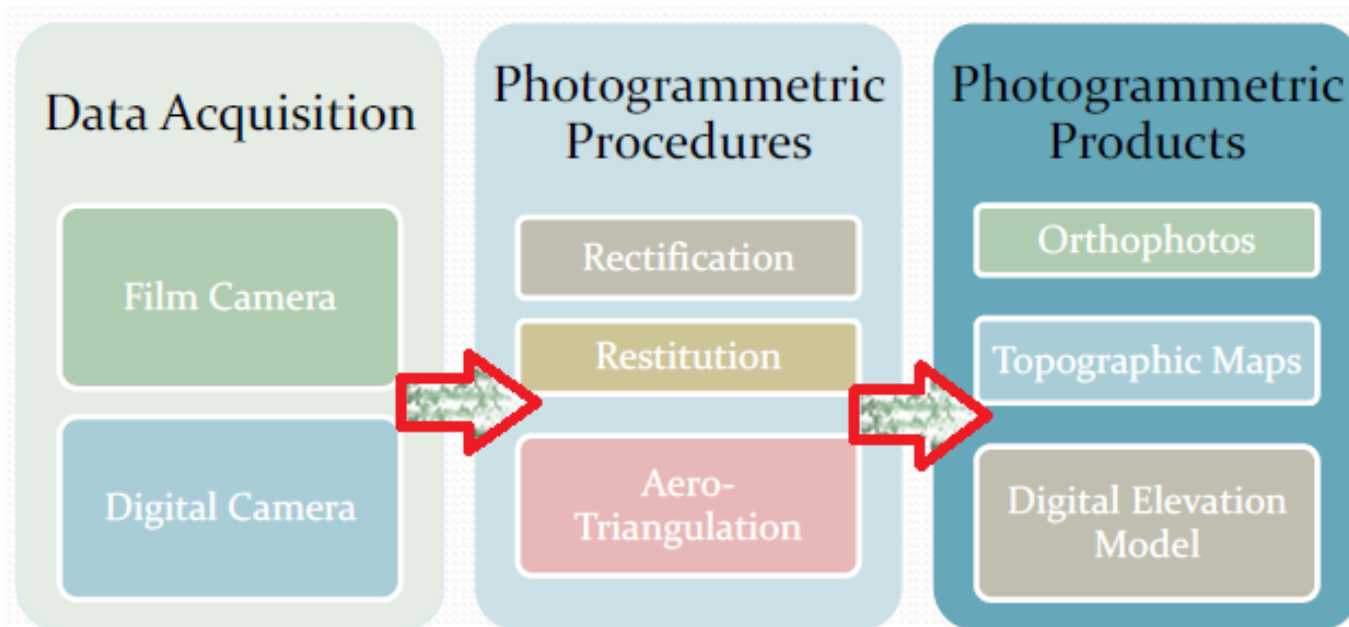 Data Acquisition
Film Camera
Digital Camera
Photogrammetric
Procedures
Rectification
Restitution
Aero-
Triangulation
Photogrammetric
Products
Orthophotos
Topographic Maps
Digital Elevation
Model